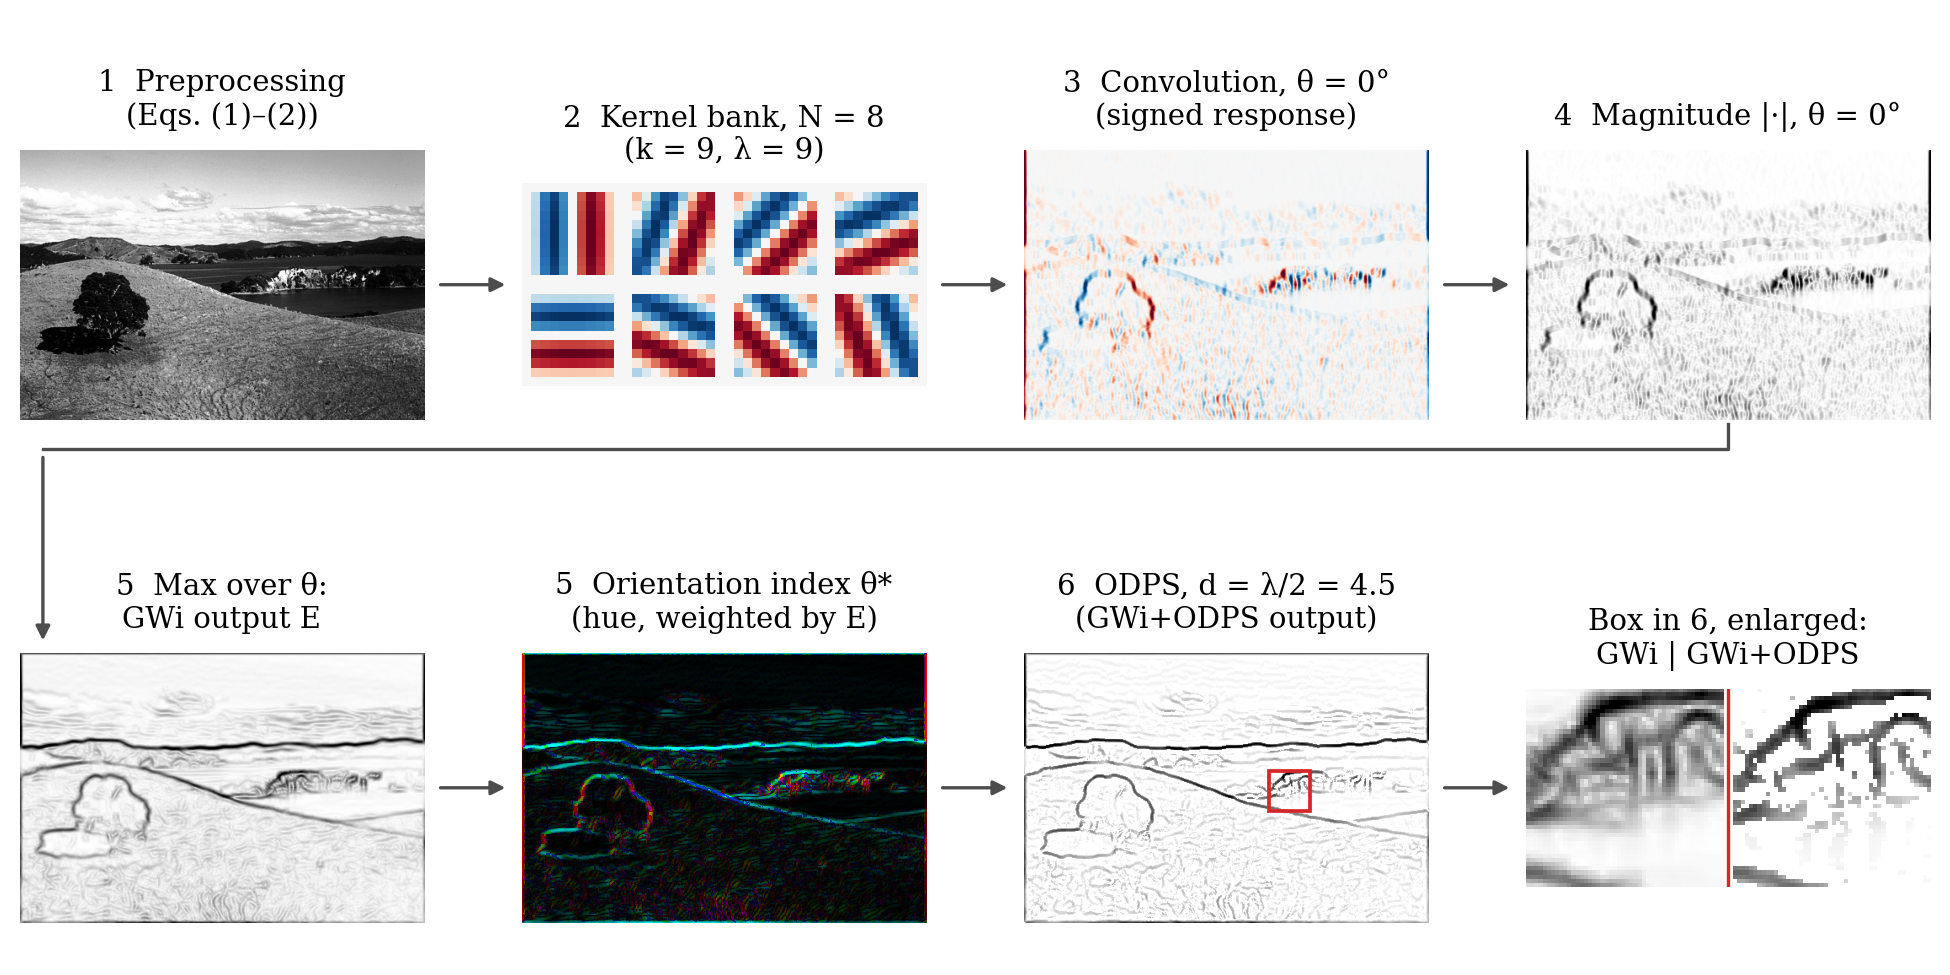 1 Preprocessing
(Eqs. (1)–(2))
2 Kernel bank, N = 8
(k = 9, λ = 9)
3 Convolution, θ = 0°
(signed response)
4 Magnitude |·|, θ = 0°
5 Max over θ:
GWi output E
5 Orientation index θ*
(hue, weighted by E)
6 ODPS, d = λ/2 = 4.5
(GWi+ODPS output)
Box in 6, enlarged:
GWi | GWi+ODPS